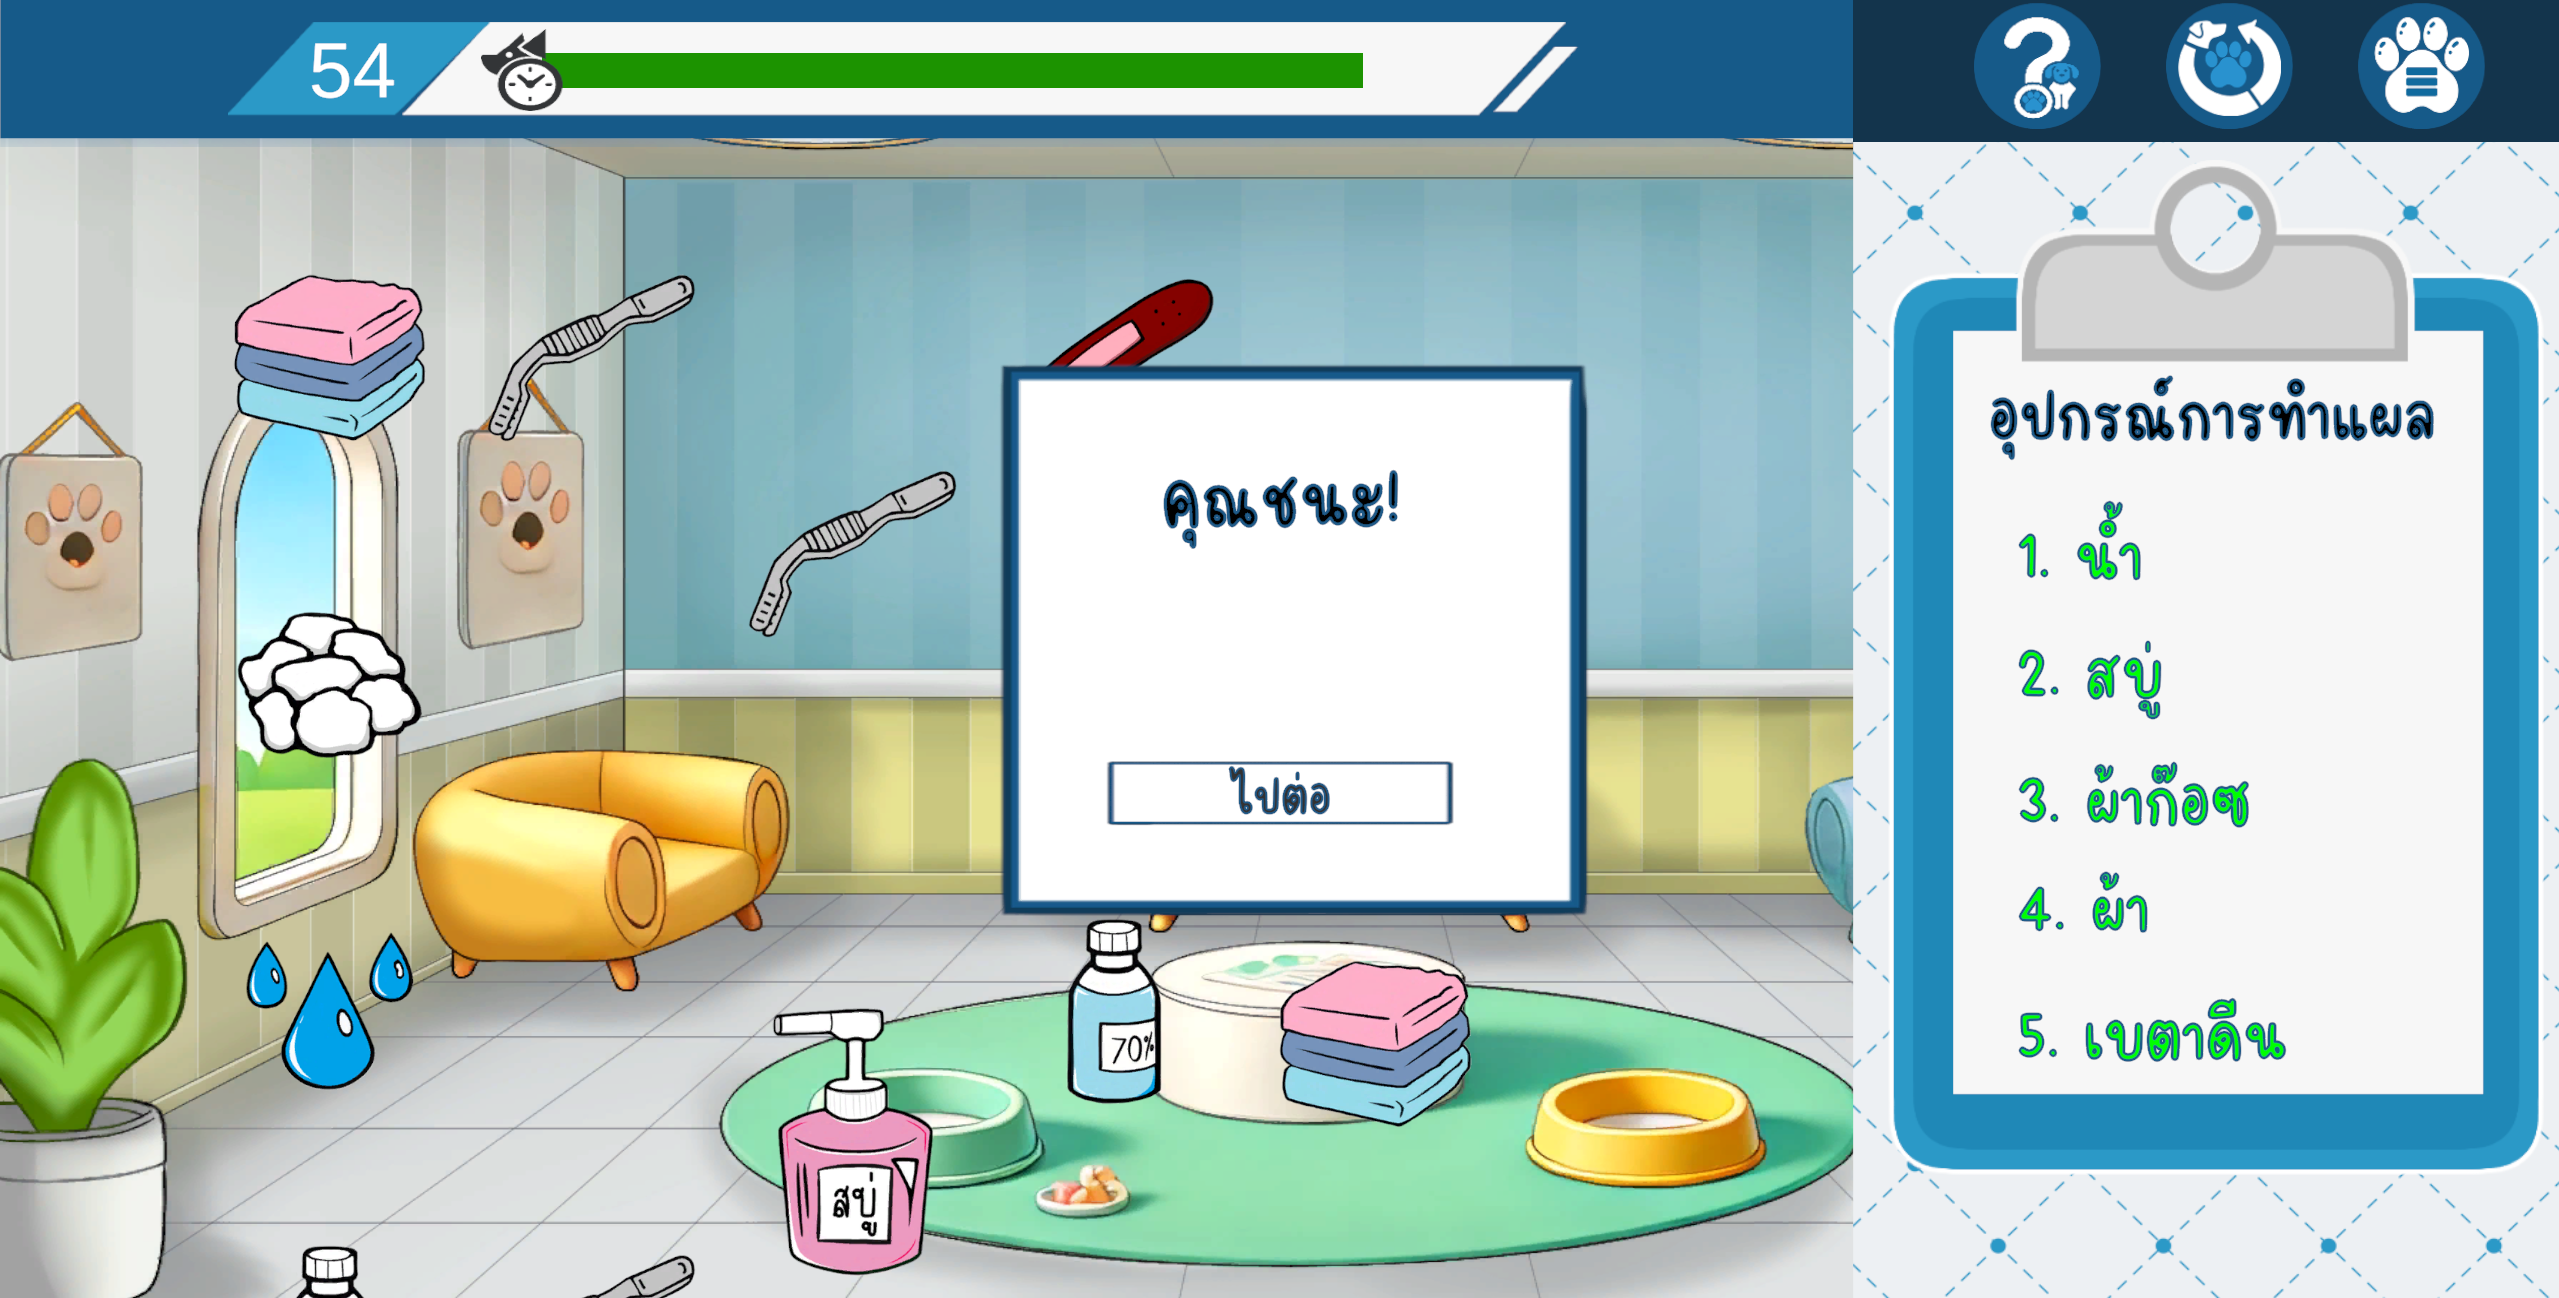 54
คุณชนะ!
ไปต่อ
70%
สบู่
อุปกรณ์การทำแผล
1. น้ำ
2. สบู่
3. ผ้าก๊อซ
4. ผ้า
5. เบตาดีน